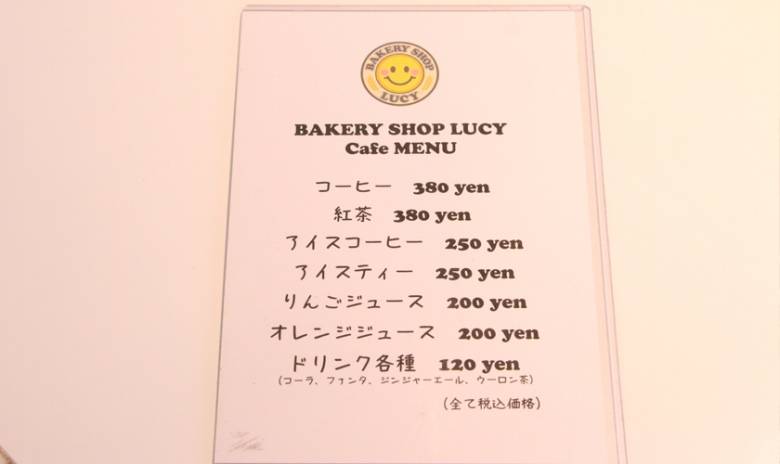 BAKERY SHOP
LUCY
BAKERY SHOP LUCY
Cafe MENU
コーヒー 380 yen
紅茶 380 yen
アイスコーヒー 250 yen
アイスティー 250 yen
りんごジュース 200 yen
オレンジジュース 200 yen
ドリンク各種 120 yen
(コーラ、ファンタ、ジンジャーエール、ウーロン茶)
(全て税込価格)